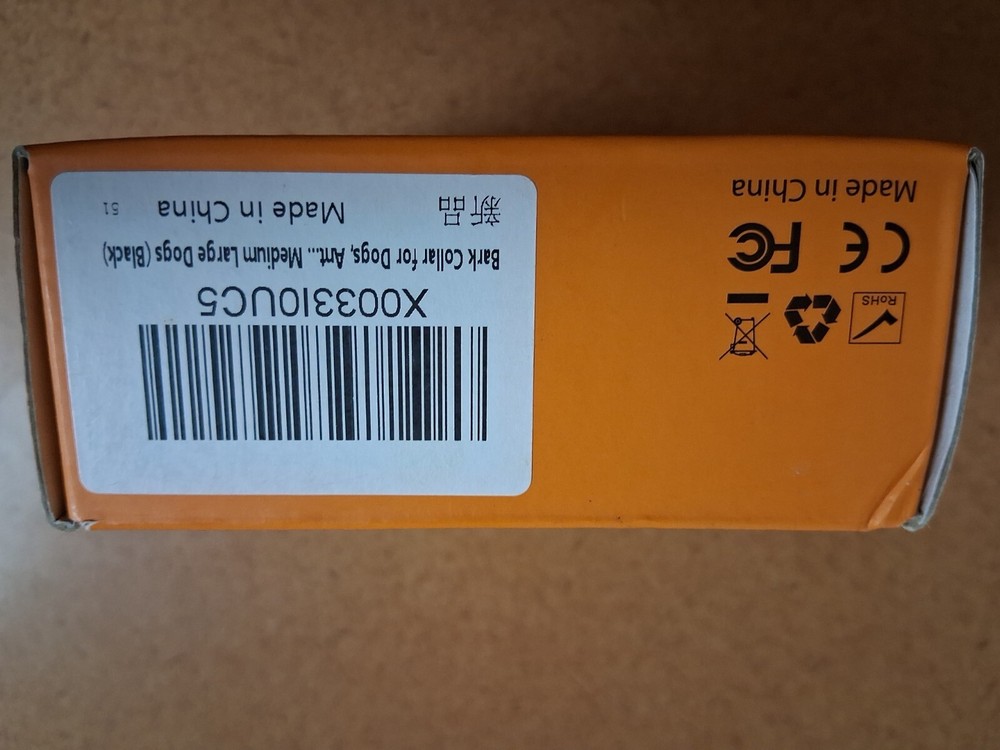 X0033I0UC5
Bark Collar for Dogs, Ant... Medium Large Dogs (Black)
新品 Made in China 51
RoHS
CE FC
Made in China